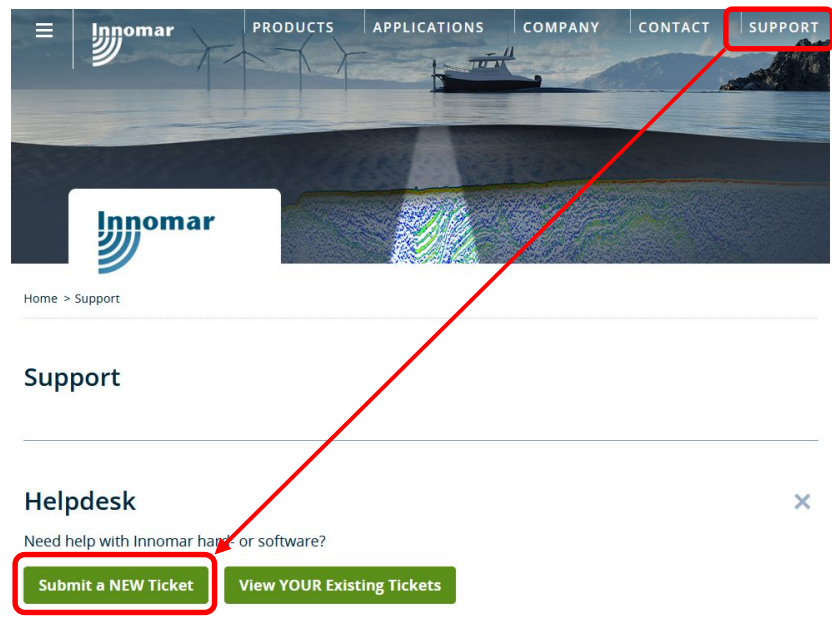 Innomar
PRODUCTS APPLICATIONS COMPANY CONTACT SUPPORT
Innomar
Home > Support
Support
Helpdesk
Need help with Innomar hard- or software?
Submit a NEW Ticket View YOUR Existing Tickets